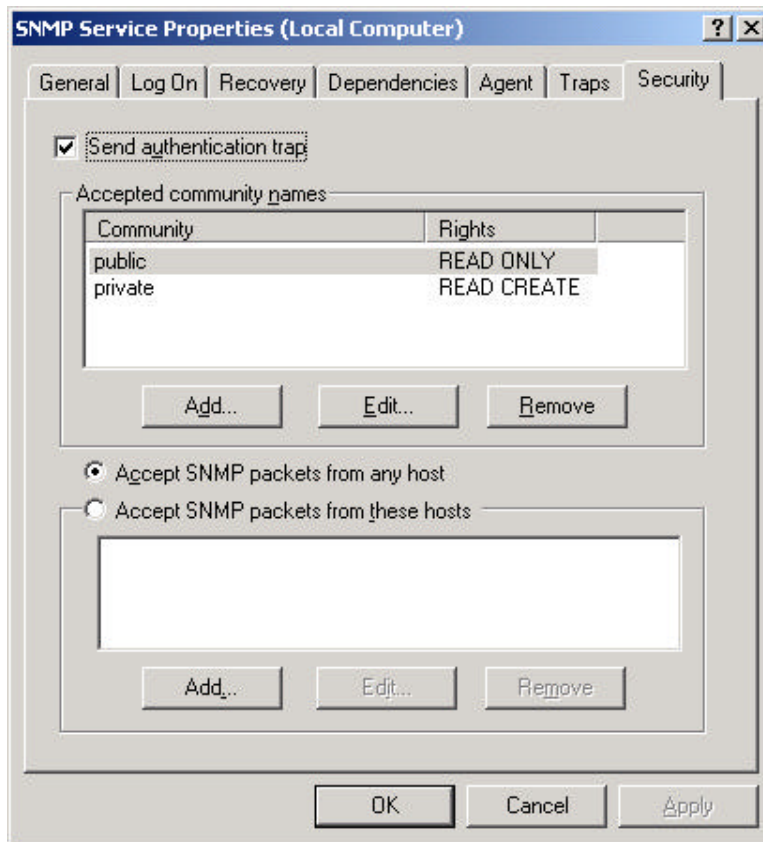 SNMP Service Properties (Local Computer)
General Log On Recovery Dependencies Agent Traps Security
Send authentication trap
Accepted community names
Community Rights
public READ ONLY
private READ CREATE
Add... Edit... Remove
Accept SNMP packets from any host
Accept SNMP packets from these hosts
Add... Edit... Remove
OK Cancel Apply